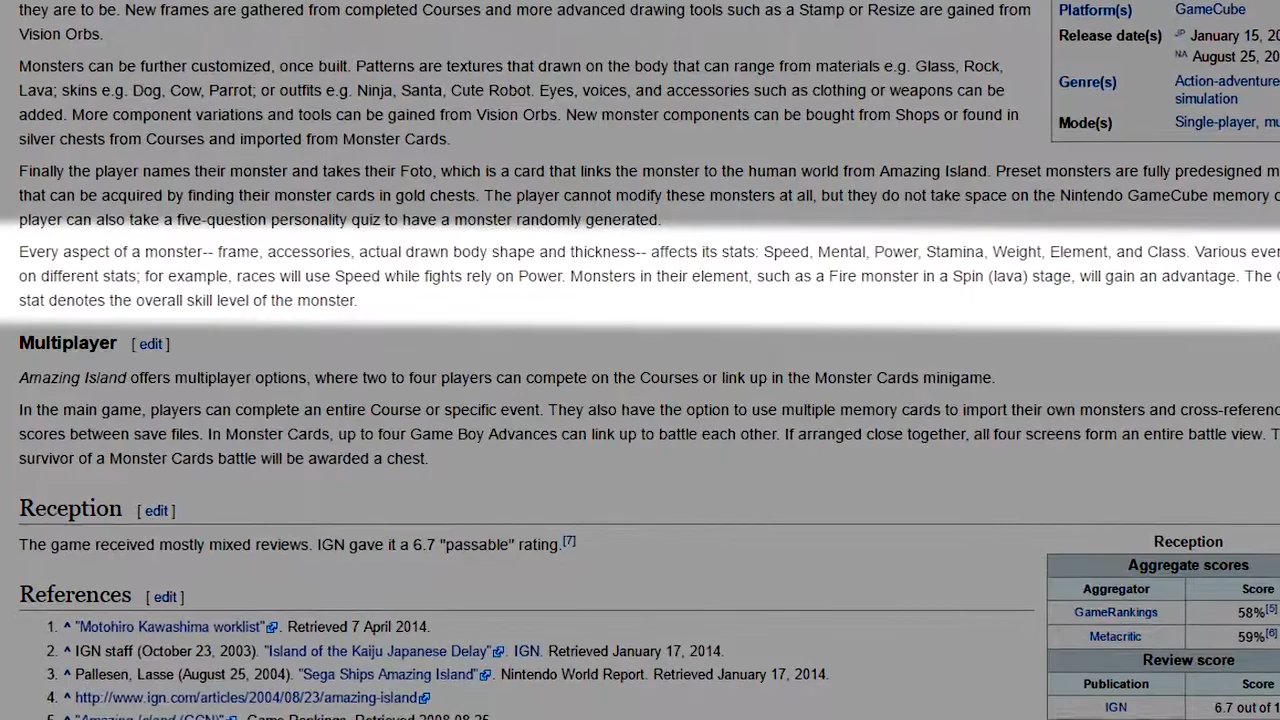 they are to be. New frames are gathered from completed Courses and more advanced drawing tools such as a Stamp or Resize are gained from
Vision Orbs.
Monsters can be further customized, once built. Patterns are textures that drawn on the body that can range from materials e.g. Glass, Rock,
Lava; skins e.g. Dog, Cow, Parrot; or outfits e.g. Ninja, Santa, Cute Robot. Eyes, voices, and accessories such as clothing or weapons can be
added. More component variations and tools can be gained from Vision Orbs. New monster components can be bought from Shops or found in
silver chests from Courses and imported from Monster Cards.
Platform(s) GameCube
Release date(s) JP January 15, 20
NA August 25, 20
Genre(s) Action-adventure
simulation
Mode(s) Single-player, mu
Finally the player names their monster and takes their Foto, which is a card that links the monster to the human world from Amazing Island. Preset monsters are fully predesigned m
that can be acquired by finding their monster cards in gold chests. The player cannot modify these monsters at all, but they do not take space on the Nintendo GameCube memory c
player can also take a five-question personality quiz to have a monster randomly generated.
Every aspect of a monster-- frame, accessories, actual drawn body shape and thickness-- affects its stats: Speed, Mental, Power, Stamina, Weight, Element, and Class. Various ever
on different stats; for example, races will use Speed while fights rely on Power. Monsters in their element, such as a Fire monster in a Spin (lava) stage, will gain an advantage. The C
stat denotes the overall skill level of the monster.
Multiplayer [ edit ]
Amazing Island offers multiplayer options, where two to four players can compete on the Courses or link up in the Monster Cards minigame.
In the main game, players can complete an entire Course or specific event. They also have the option to use multiple memory cards to import their own monsters and cross-referenc
scores between save files. In Monster Cards, up to four Game Boy Advances can link up to battle each other. If arranged close together, all four screens form an entire battle view. T
survivor of a Monster Cards battle will be awarded a chest.
Reception [ edit ]
The game received mostly mixed reviews. IGN gave it a 6.7 "passable" rating.[7]
References [ edit ]
1. ^ "Motohiro Kawashima worklist". Retrieved 7 April 2014.
2. ^ IGN staff (October 23, 2003). "Island of the Kaiju Japanese Delay". IGN. Retrieved January 17, 2014.
3. ^ Pallesen, Lasse (August 25, 2004). "Sega Ships Amazing Island". Nintendo World Report. Retrieved January 17, 2014.
4. ^ http://www.ign.com/articles/2004/08/23/amazing-island
5. ^ "Amazing Island (GCN)". Game Rankings. Retrieved 2008-08-25.
Reception
Aggregate scores
Aggregator Score
GameRankings 58%[5]
Metacritic 59%[6]
Review score
Publication Score
IGN 6.7 out of 1